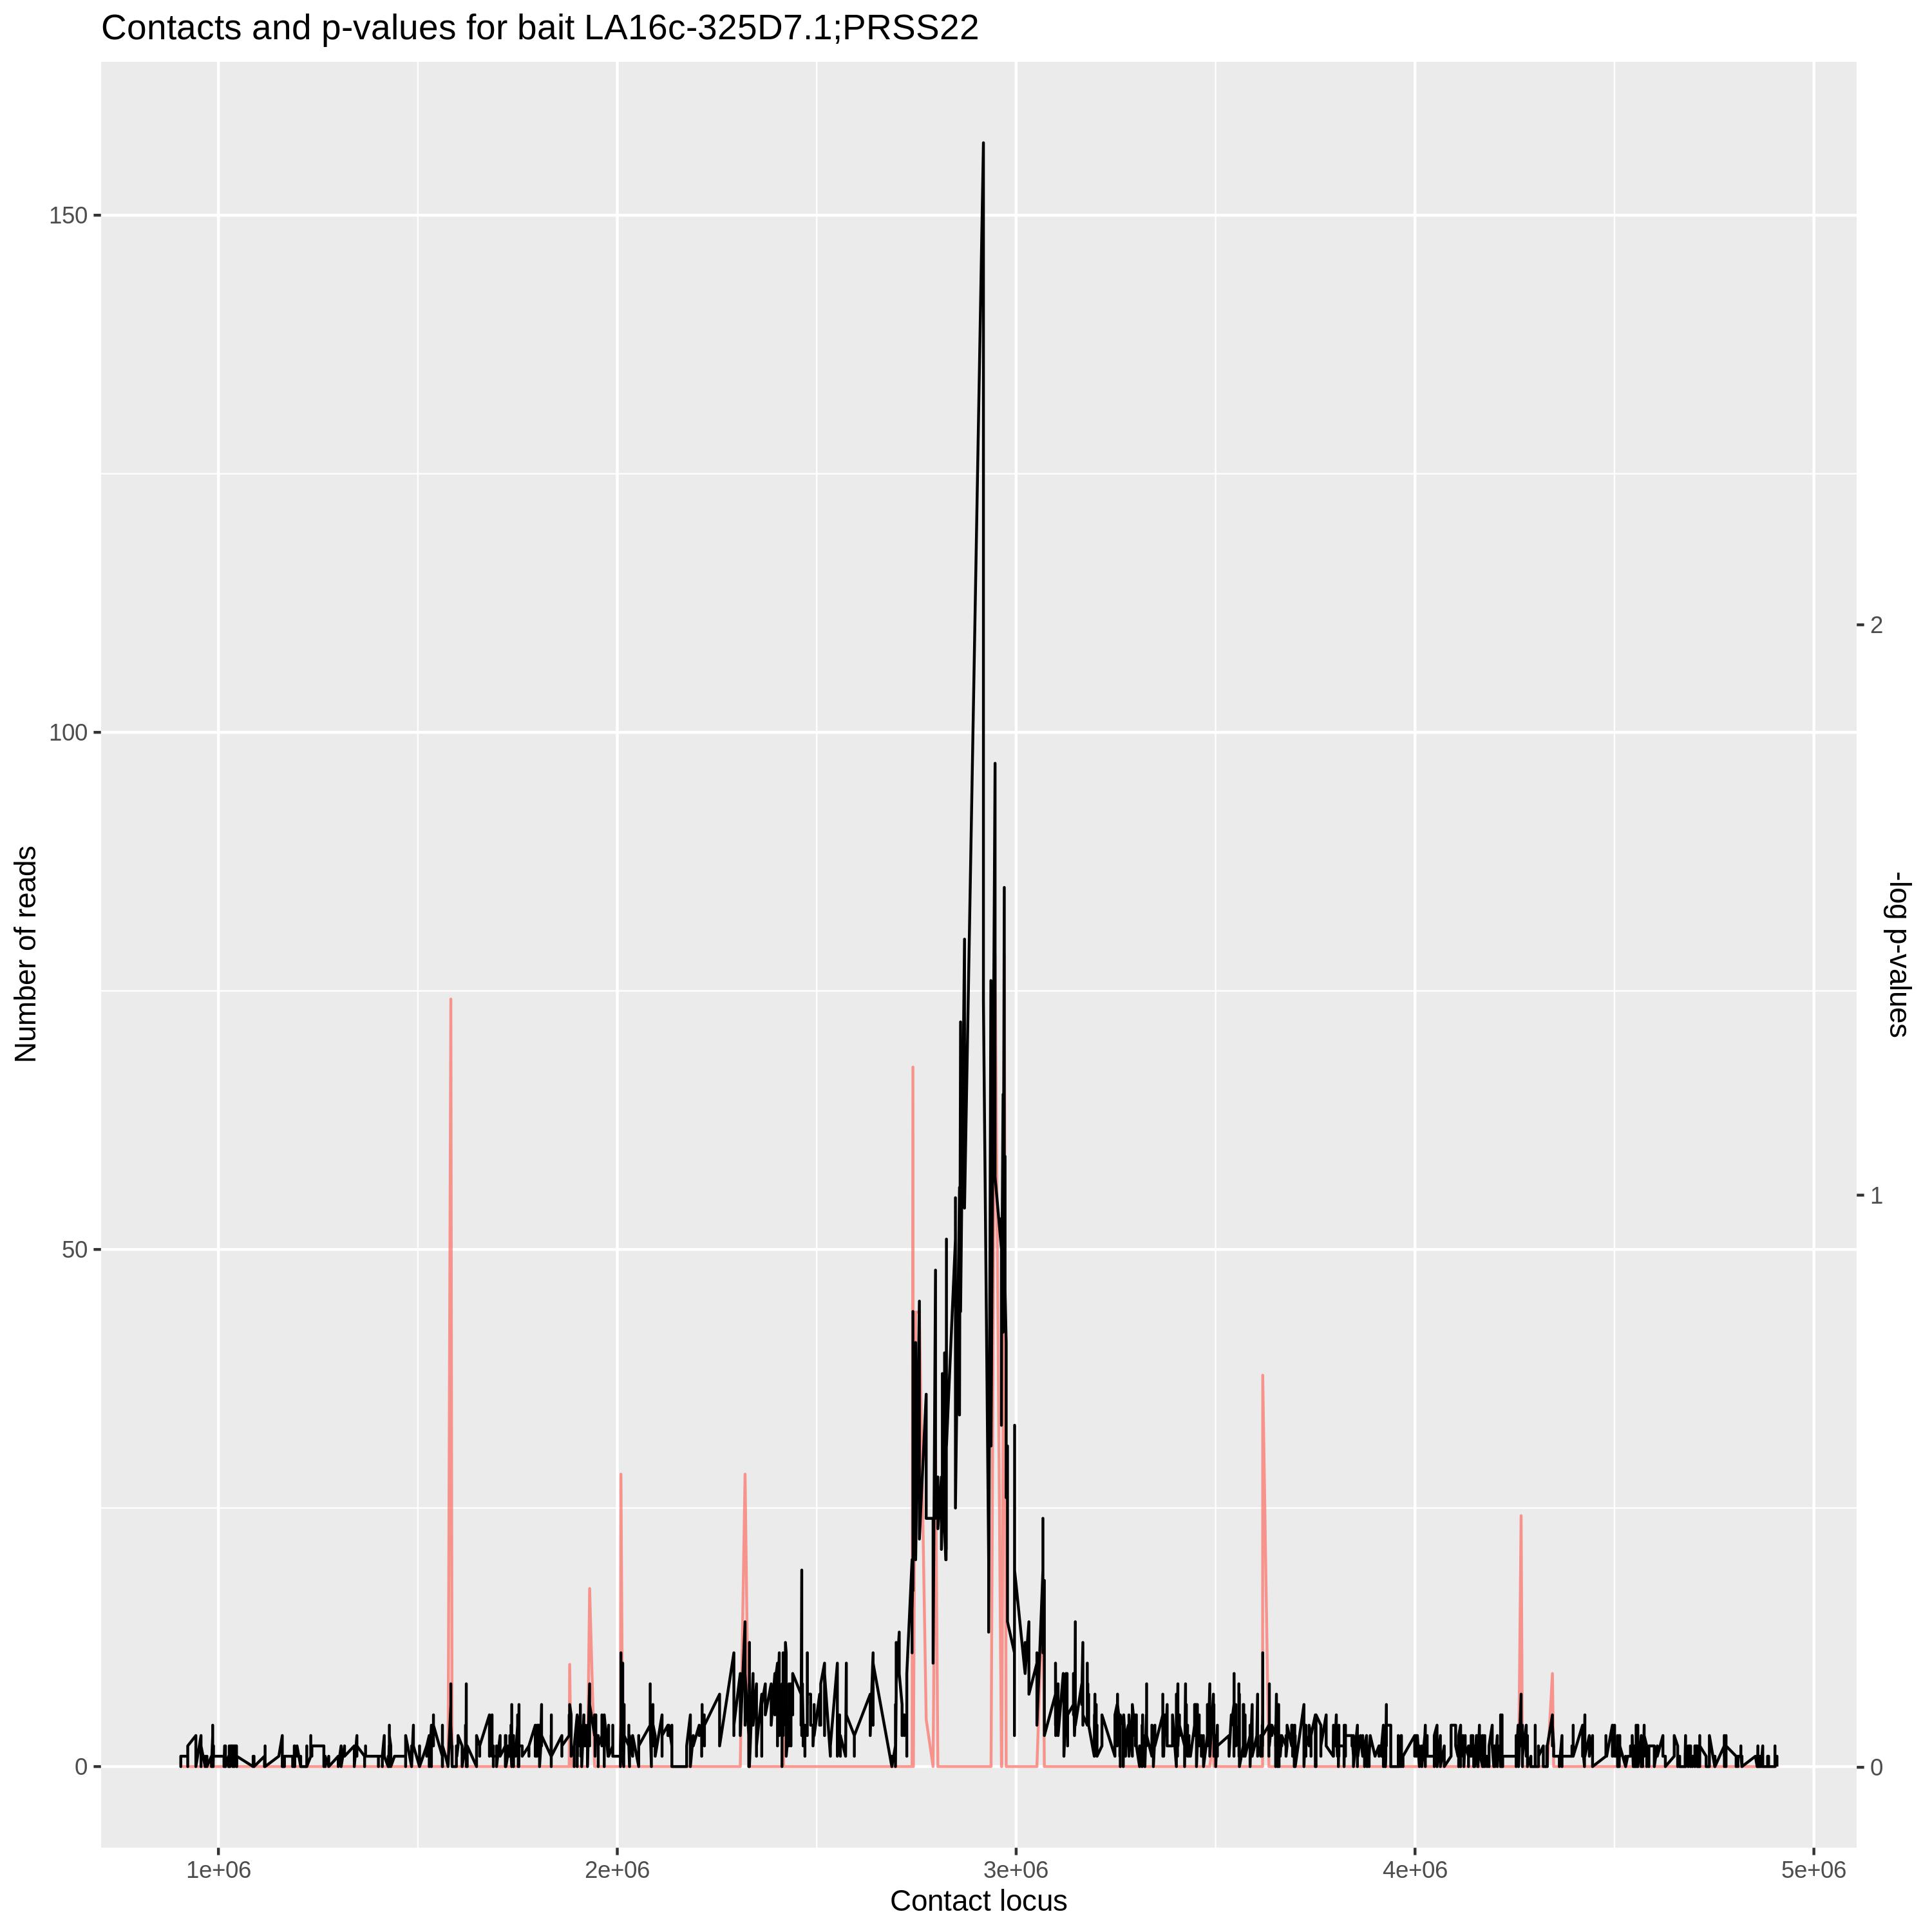 Contacts and p-values for bait LA16c-325D7.1;PRSS22
150
100
50
0
Number of reads
2
1
0
-log p-values
1e+06
2e+06
3e+06
4e+06
5e+06
Contact locus